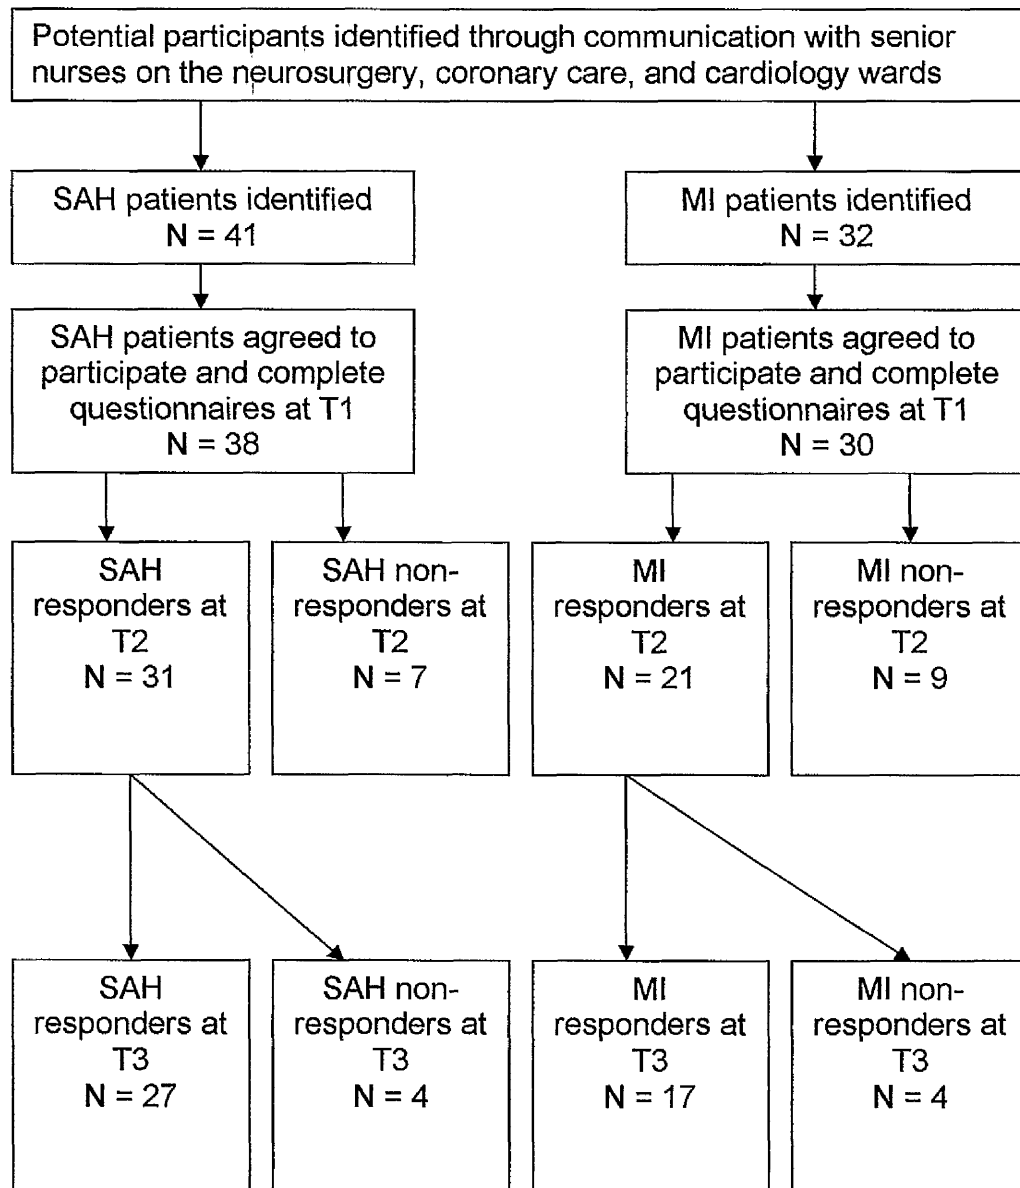 Potential participants identified through communication with senior
nurses on the neurosurgery, coronary care, and cardiology wards
SAH patients identified
N = 41
MI patients identified
N = 32
SAH patients agreed to
participate and complete
questionnaires at T1
N = 38
MI patients agreed to
participate and complete
questionnaires at T1
N = 30
SAH
responders at
T2
N = 31
SAH non-
responders at
T2
N = 7
MI
responders at
T2
N = 21
MI non-
responders at
T2
N = 9
SAH
responders at
T3
N = 27
SAH non-
responders at
T3
N = 4
MI
responders at
T3
N = 17
MI non-
responders at
T3
N = 4